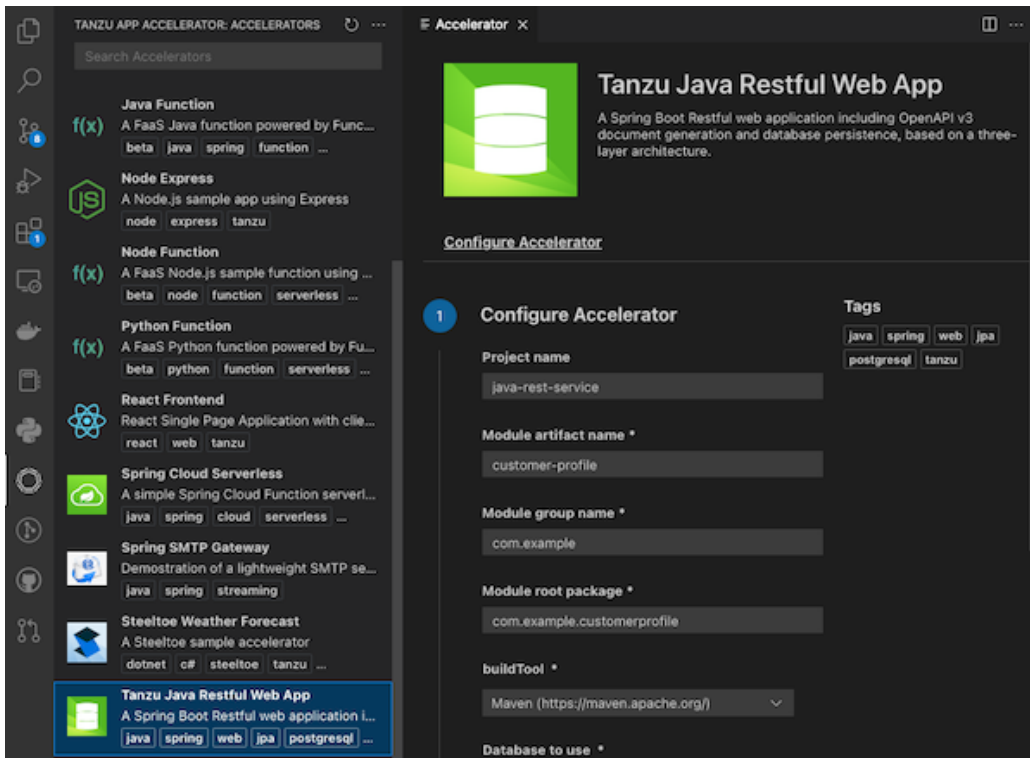 TANZU APP ACCELERATOR: ACCELERATORS
Search Accelerators
Java Function
f(x)
A FaaS Java function powered by Func...
beta java spring function ...
Node Express
JS
A Node.js sample app using Express
node express tanzu
Node Function
f(x)
A FaaS Node.js sample function using ...
beta node function serverless ...
Python Function
f(x)
A FaaS Python function powered by Fu...
beta python function serverless ...
React Frontend
React Single Page Application with clie...
react web tanzu
Spring Cloud Serverless
A simple Spring Cloud Function serverl...
java spring cloud serverless ...
Spring SMTP Gateway
Demostration of a lightweight SMTP se...
java spring streaming
Steeltoe Weather Forecast
A Steeltoe sample accelerator
dotnet c# steeltoe tanzu ...
Tanzu Java Restful Web App
A Spring Boot Restful web application i...
java spring web jpa postgresql ...
8
1
Accelerator
Tanzu Java Restful Web App
A Spring Boot Restful web application including OpenAPI v3
document generation and database persistence, based on a three-
layer architecture.
Configure Accelerator
1
Configure Accelerator
Project name
java-rest-service
Module artifact name *
customer-profile
Module group name *
com.example
Module root package *
com.example.customerprofile
buildTool *
Maven (https://maven.apache.org/)
Database to use *
Tags
java spring web jpa
postgresql tanzu